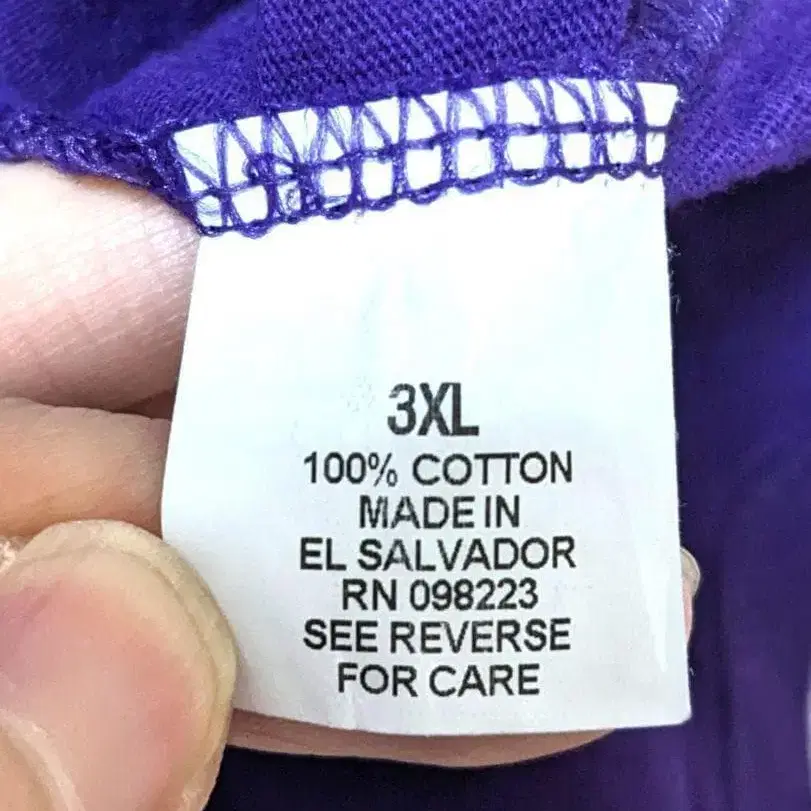 3XL
100% COTTON
MADE IN
EL SALVADOR
RN 098223
SEE REVERSE
FOR CARE